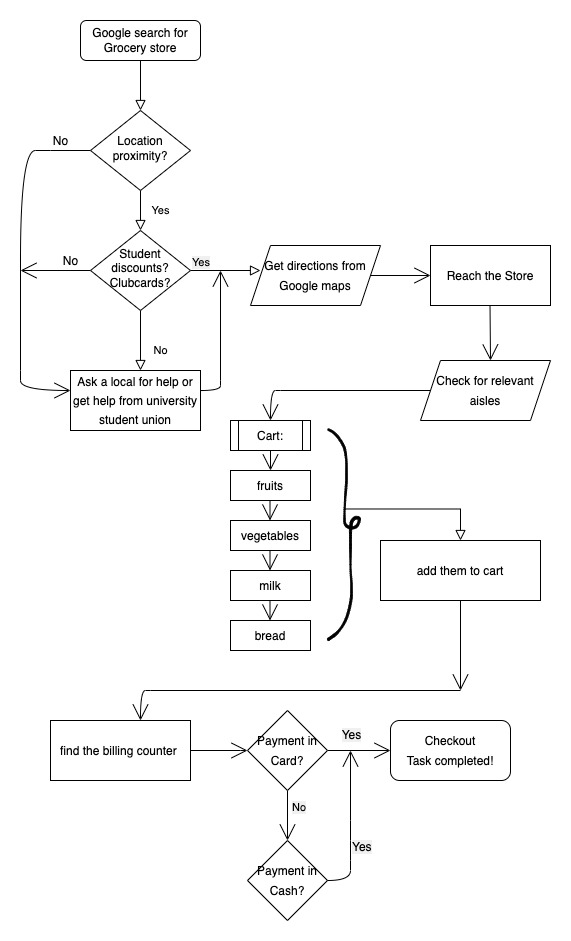 Google search for
Grocery store
No
Location
proximity?
Yes
No
Student
discounts?
Clubcards?
Yes
Get directions from
Google maps
Reach the Store
No
Ask a local for help or
get help from university
student union
Check for relevant
aisles
Cart:
fruits
vegetables
milk
bread
add them to cart
find the billing counter
Payment in
Card?
Yes
Checkout
Task completed!
No
Payment in
Cash?
Yes